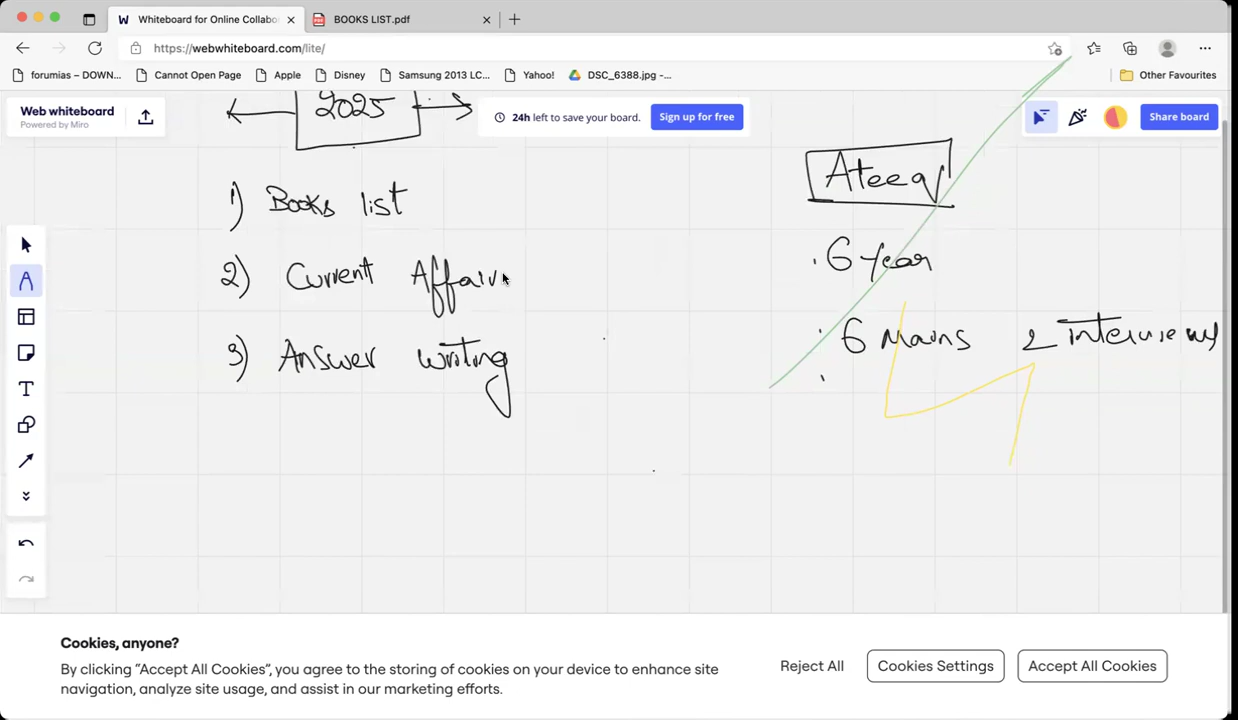 Whiteboard for Online Collabo
BOOKS LIST.pdf
https://webwhiteboard.com/lite/
forumias – DOWN...
Cannot Open Page
Apple
Disney
Samsung 2013 LC...
Yahoo!
DSC_6388.jpg -...
Other Favourites
Web whiteboard
Powered by Miro
24h left to save your board.
Sign up for free
Share board
2025
Ateeq
1) Books list
6 year
2) Current Affairs
6 Mains 2 interviews
3) Answer writing
Cookies, anyone?
By clicking “Accept All Cookies”, you agree to the storing of cookies on your device to enhance site
navigation, analyze site usage, and assist in our marketing efforts.
Reject All
Cookies Settings
Accept All Cookies